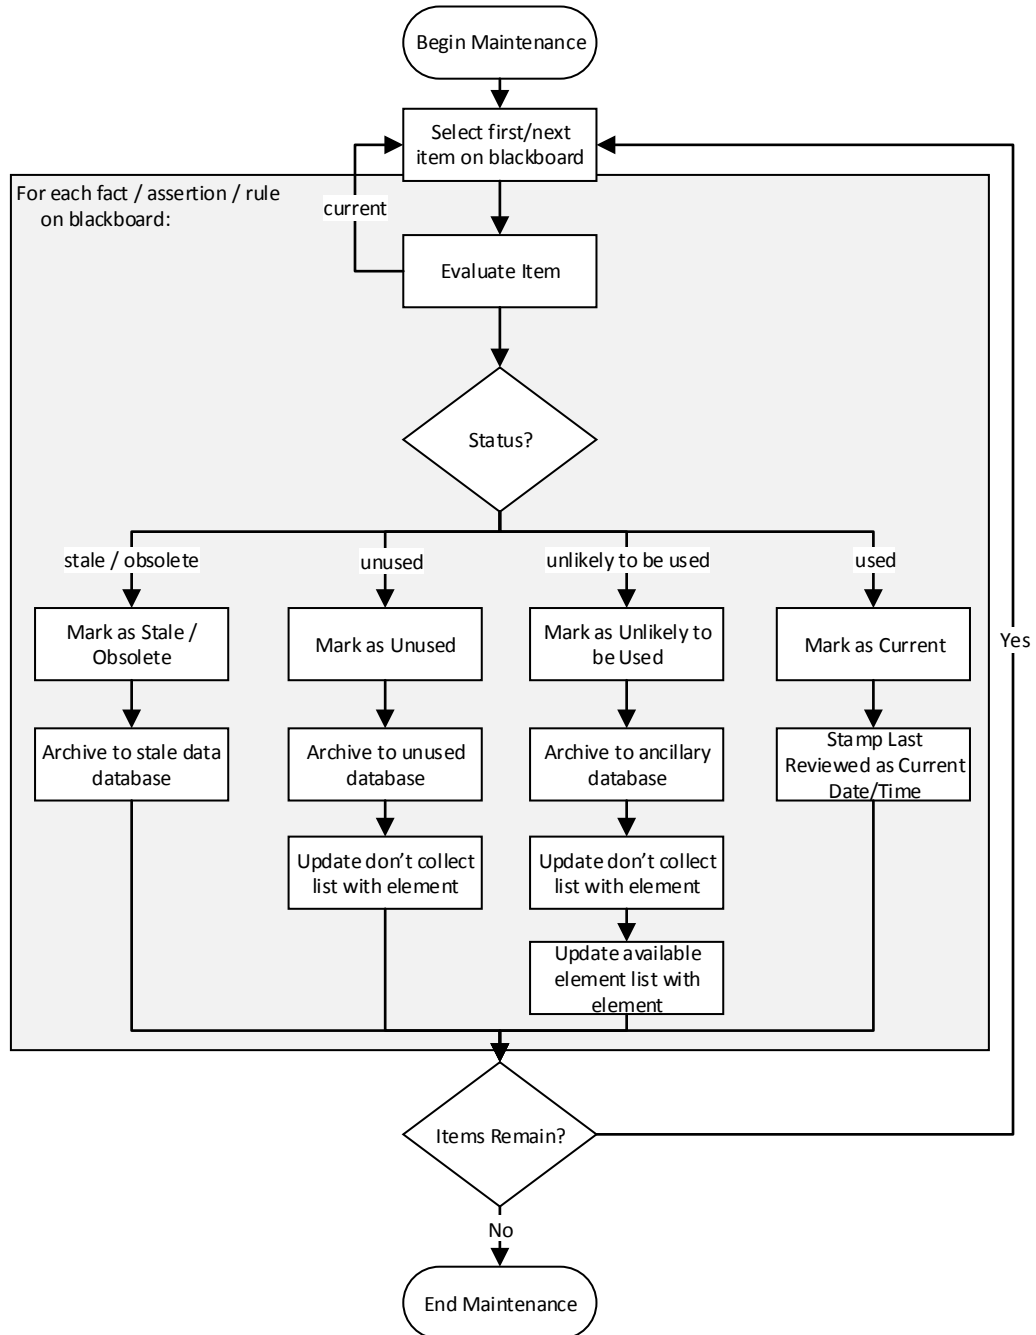 Begin Maintenance
Select first/next
item on blackboard
For each fact / assertion / rule
on blackboard:
current
Evaluate Item
Status?
stale / obsolete
unused
unlikely to be used
used
Mark as Stale /
Obsolete
Mark as Unused
Mark as Unlikely to
be Used
Mark as Current
Yes
Archive to stale data
database
Archive to unused
database
Archive to ancillary
database
Stamp Last
Reviewed as Current
Date/Time
Update don’t collect
list with element
Update don’t collect
list with element
Update available
element list with
element
Items Remain?
No
End Maintenance